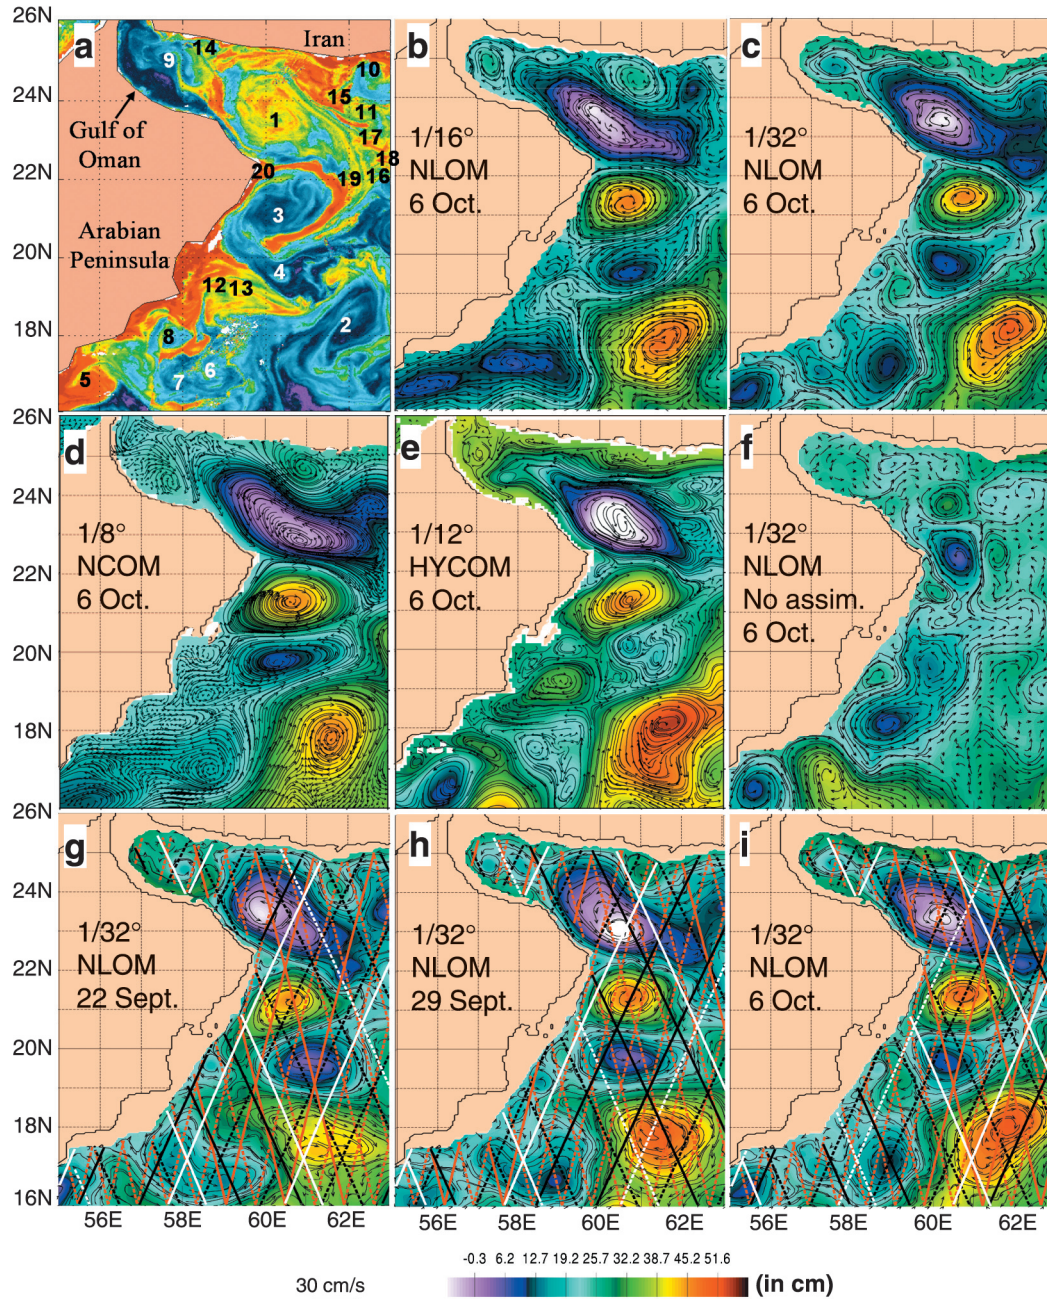 26N
24N
22N
20N
18N
26N
24N
22N
20N
18N
26N
24N
22N
20N
18N
16N
a
Iran
Gulf of
Oman
Arabian
Peninsula
9
14
10
15
11
1
17
18
20
19
16
3
4
12
13
2
8
5
7
6
b
1/16°
NLOM
6 Oct.
c
1/32°
NLOM
6 Oct.
d
1/8°
NCOM
6 Oct.
e
1/12°
HYCOM
6 Oct.
f
1/32°
NLOM
No assim.
6 Oct.
g
1/32°
NLOM
22 Sept.
h
1/32°
NLOM
29 Sept.
i
1/32°
NLOM
6 Oct.
56E 58E 60E 62E 56E 58E 60E 62E 56E 58E 60E 62E
-0.3 6.2 12.7 19.2 25.7 32.2 38.7 45.2 51.6
30 cm/s
(in cm)